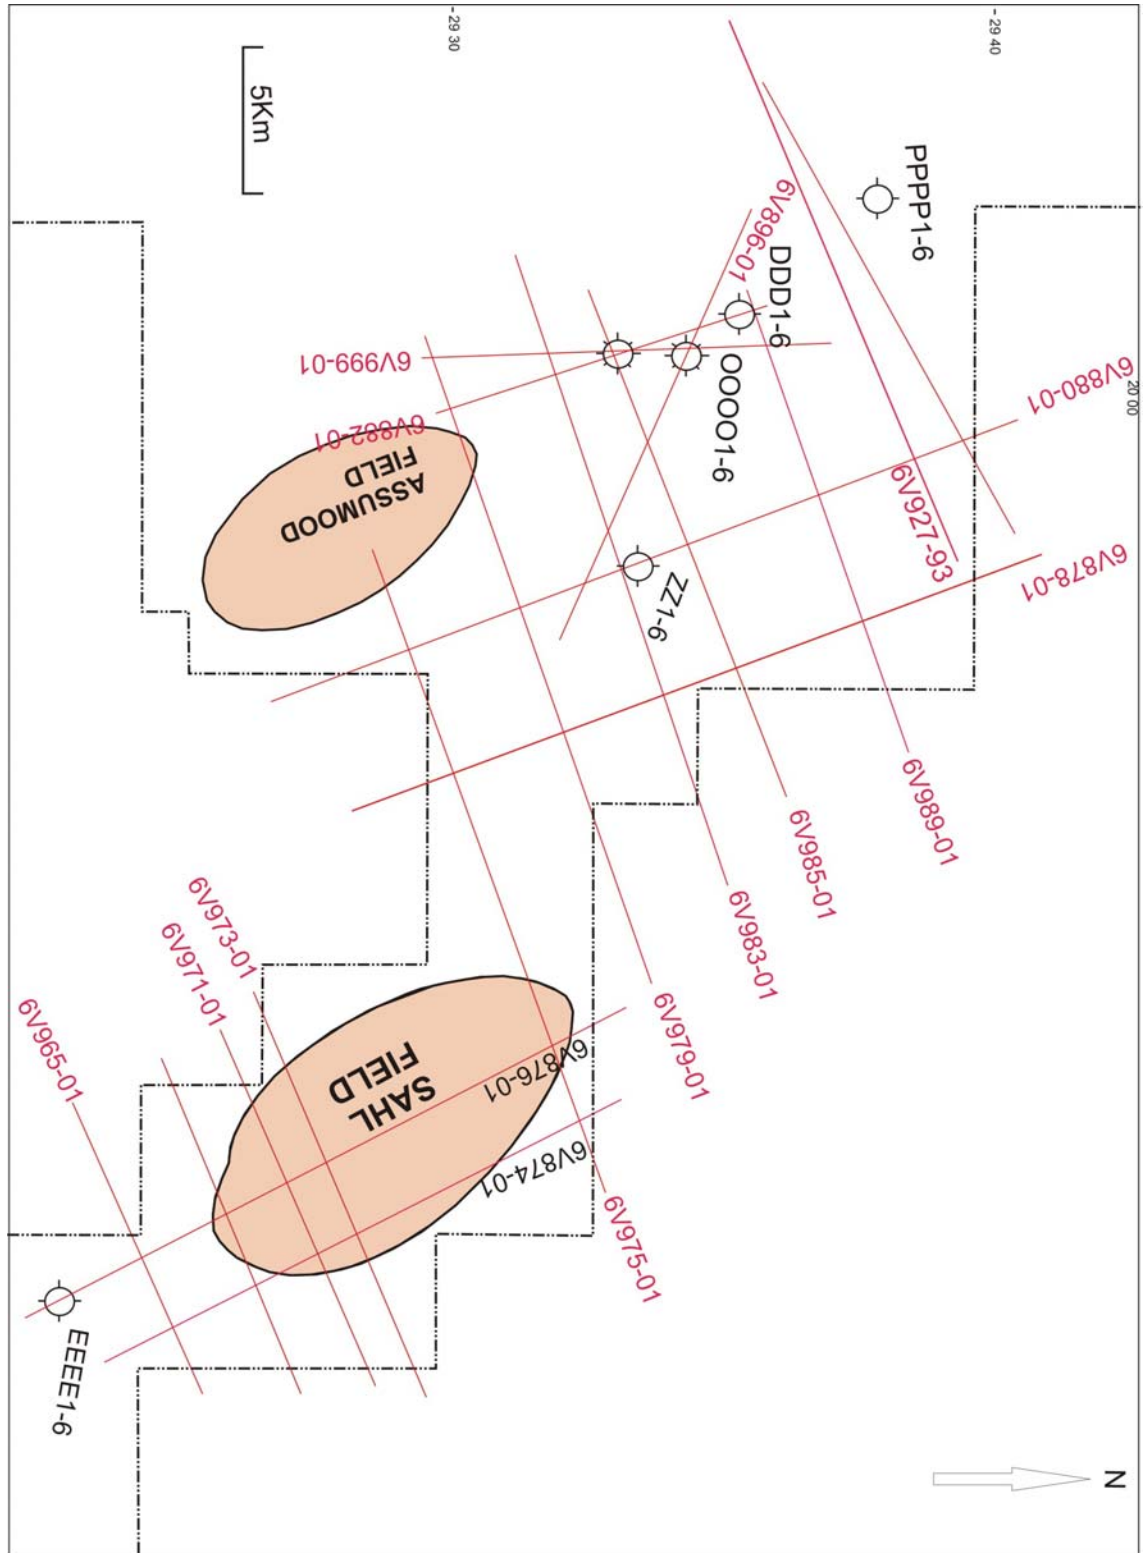 29 30
29 40
5Km
PPPP1-6
6V896-01
DDD1-6
OOOO1-6
6V999-01
6V882-01
ASSUMOOD
FIELD
6V880-01
20 00
6V927-93
6V878-01
ZZ1-6
6V989-01
6V985-01
6V983-01
6V979-01
6V973-01
6V971-01
6V965-01
SAHL
FIELD
6V876-01
6V874-01
6V975-01
EEEE1-6
N